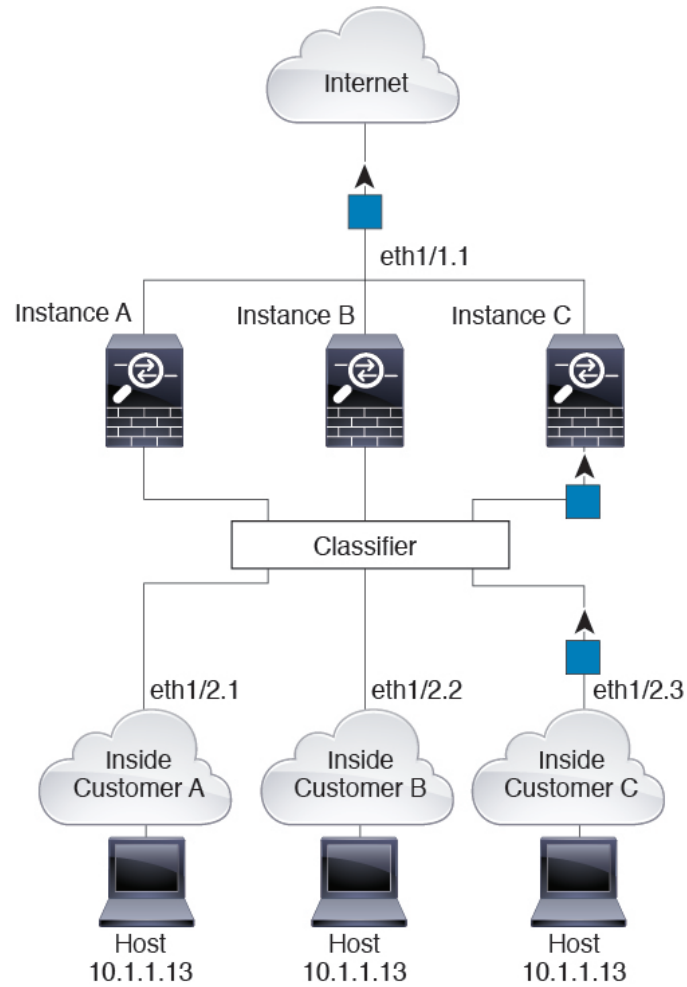 Internet
eth1/1.1
Instance A
Instance B
Instance C
Classifier
eth1/2.1
eth1/2.2
eth1/2.3
Inside
Customer A
Inside
Customer B
Inside
Customer C
Host
10.1.1.13
Host
10.1.1.13
Host
10.1.1.13